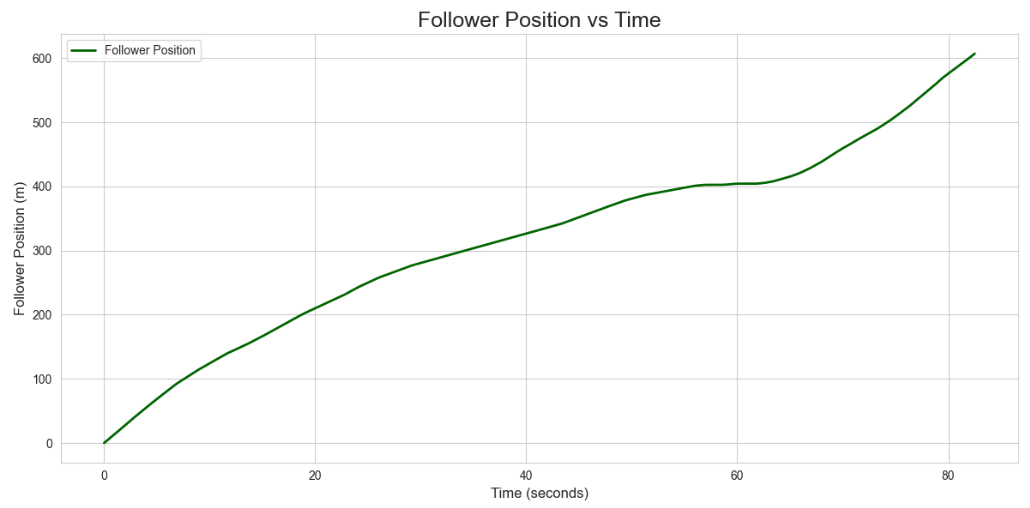 Follower Position vs Time
Follower Position
600
500
400
300
200
100
0
Follower Position (m)
0 20 40 60 80
Time (seconds)